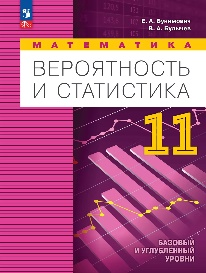 Е. А. Бунимович
В. А. Булычев
МАТЕМАТИКА
ВЕРОЯТНОСТЬ
И СТАТИСТИКА
11
БАЗОВЫЙ
И УГЛУБЛЕННЫЙ
УРОВНИ